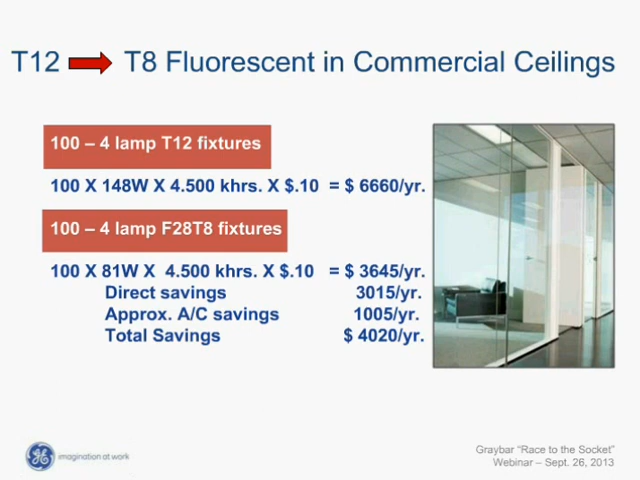 T12 T8 Fluorescent in Commercial Ceilings
100 – 4 lamp T12 fixtures
100 X 148W X 4.500 khrs. X $.10 = $ 6660/yr.
100 – 4 lamp F28T8 fixtures
100 X 81W X 4.500 khrs. X $.10 = $ 3645/yr.
Direct savings 3015/yr.
Approx. A/C savings 1005/yr.
Total Savings $ 4020/yr.
GE imagination at work
Graybar “Race to the Socket”
Webinar – Sept. 26, 2013